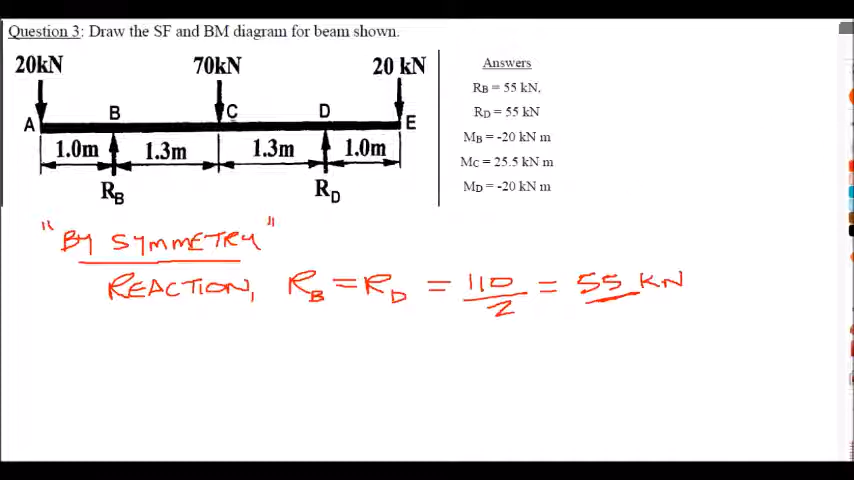 Question 3: Draw the SF and BM diagram for beam shown.
20kN 70kN 20 kN
A B C D E
1.0m 1.3m 1.3m 1.0m
RB RD
Answers
RB = 55 kN,
RD = 55 kN
MB = -20 kN m
MC = 25.5 kN m
MD = -20 kN m
"BY SYMMETRY"
REACTION, RB = RD = 110/2 = 55 KN